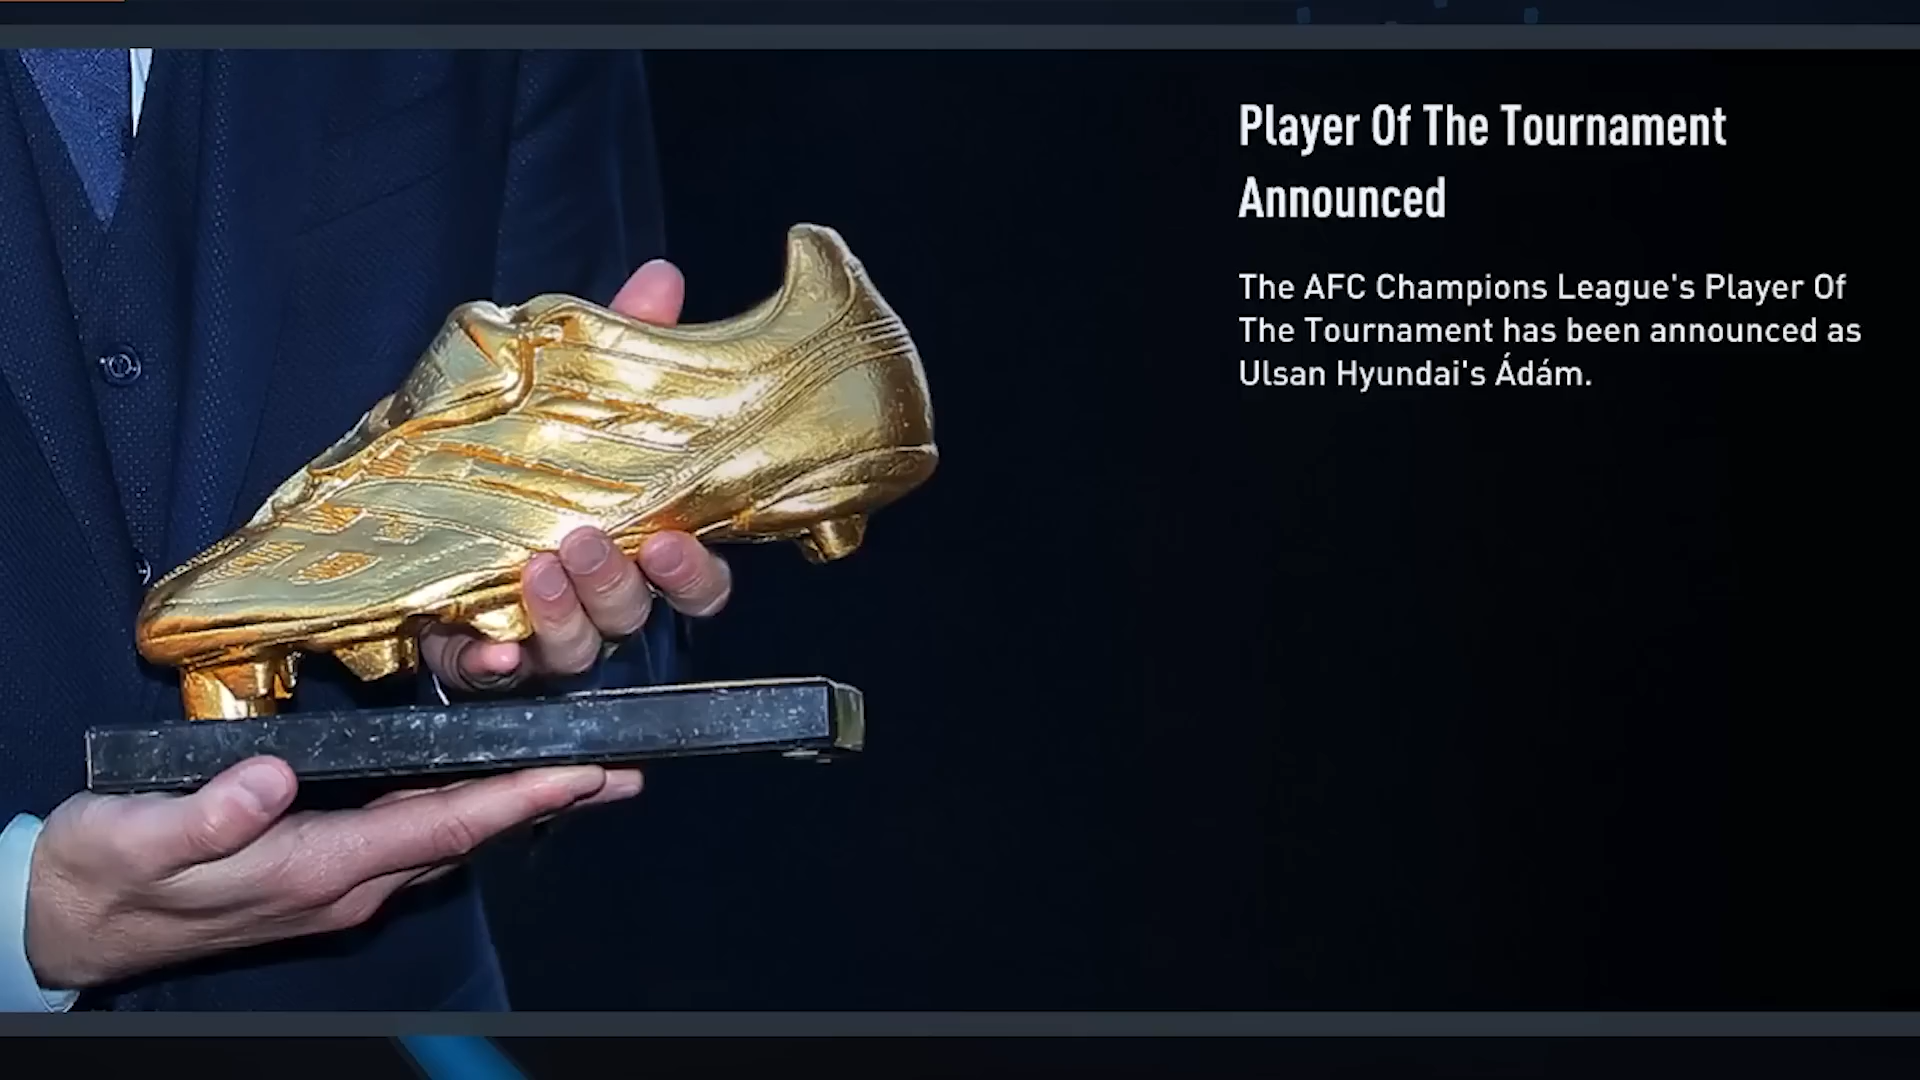 Player Of The Tournament
Announced
The AFC Champions League's Player Of
The Tournament has been announced as
Ulsan Hyundai's Ádám.